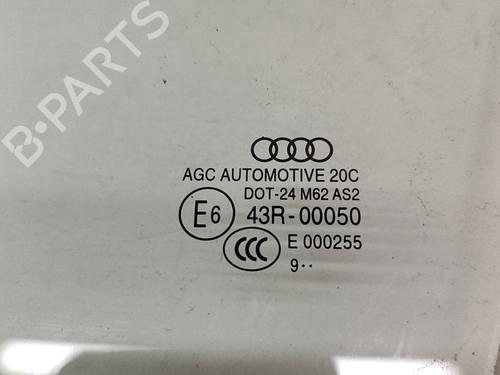 B-PARTS
AGC AUTOMOTIVE 20C
DOT-24 M62 AS2
E6 43R-00050
CCC E 000255
9··